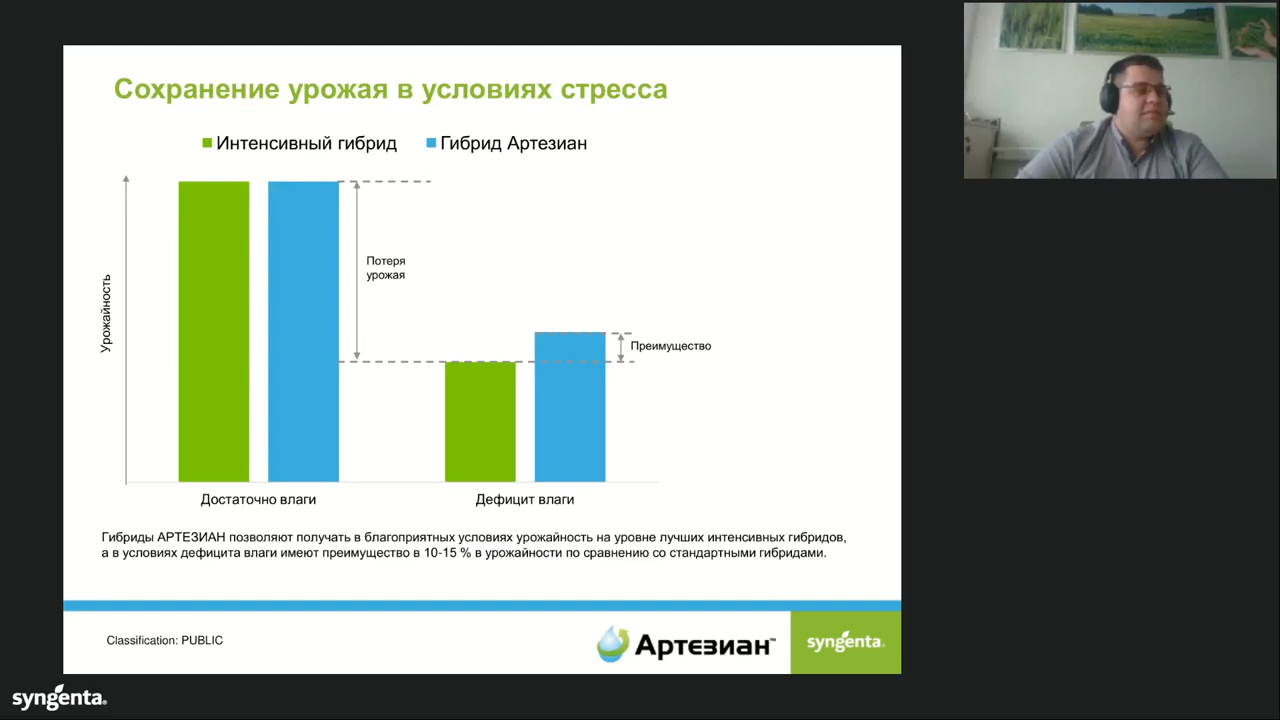 Сохранение урожая в условиях стресса
Интенсивный гибрид
Гибрид Артезиан
Урожайность
Потеря
урожая
Преимущество
Достаточно влаги
Дефицит влаги
Гибриды АРТЕЗИАН позволяют получать в благоприятных условиях урожайность на уровне лучших интенсивных гибридов,
а в условиях дефицита влаги имеют преимущество в 10-15 % в урожайности по сравнению со стандартными гибридами.
Classification: PUBLIC
Артезиан™
syngenta®
syngenta®